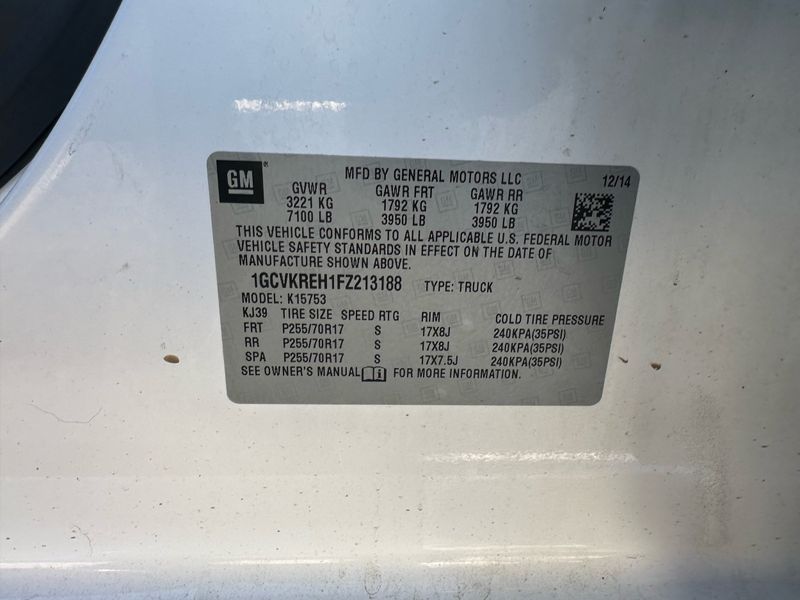 GM
MFD BY GENERAL MOTORS LLC 12/14
GVWR GAWR FRT GAWR RR
3221 KG 1792 KG 1792 KG
7100 LB 3950 LB 3950 LB
THIS VEHICLE CONFORMS TO ALL APPLICABLE U.S. FEDERAL MOTOR
VEHICLE SAFETY STANDARDS IN EFFECT ON THE DATE OF
MANUFACTURE SHOWN ABOVE.
1GCVKREH1FZ213188 TYPE: TRUCK
MODEL: K15753
KJ39 TIRE SIZE SPEED RTG RIM COLD TIRE PRESSURE
FRT P255/70R17 S 17X8J 240KPA(35PSI)
RR P255/70R17 S 17X8J 240KPA(35PSI)
SPA P255/70R17 S 17X7.5J 240KPA(35PSI)
SEE OWNER'S MANUAL FOR MORE INFORMATION.